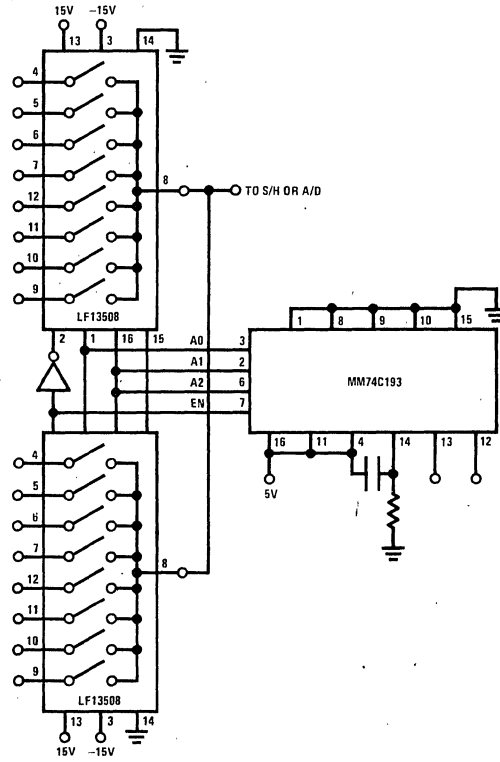 15V -15V
13 3 14
4
5
6
7
12
11
10
9
8
TO S/H OR A/D
LF13508
2 1 16 15
A0 3
A1 2
A2 6
EN 7
1 8 9 10 15
MM74C193
16 11 4 14 13 12
5V
4
5
6
7
12
11
10
9
8
LF13508
13 3 14
15V -15V